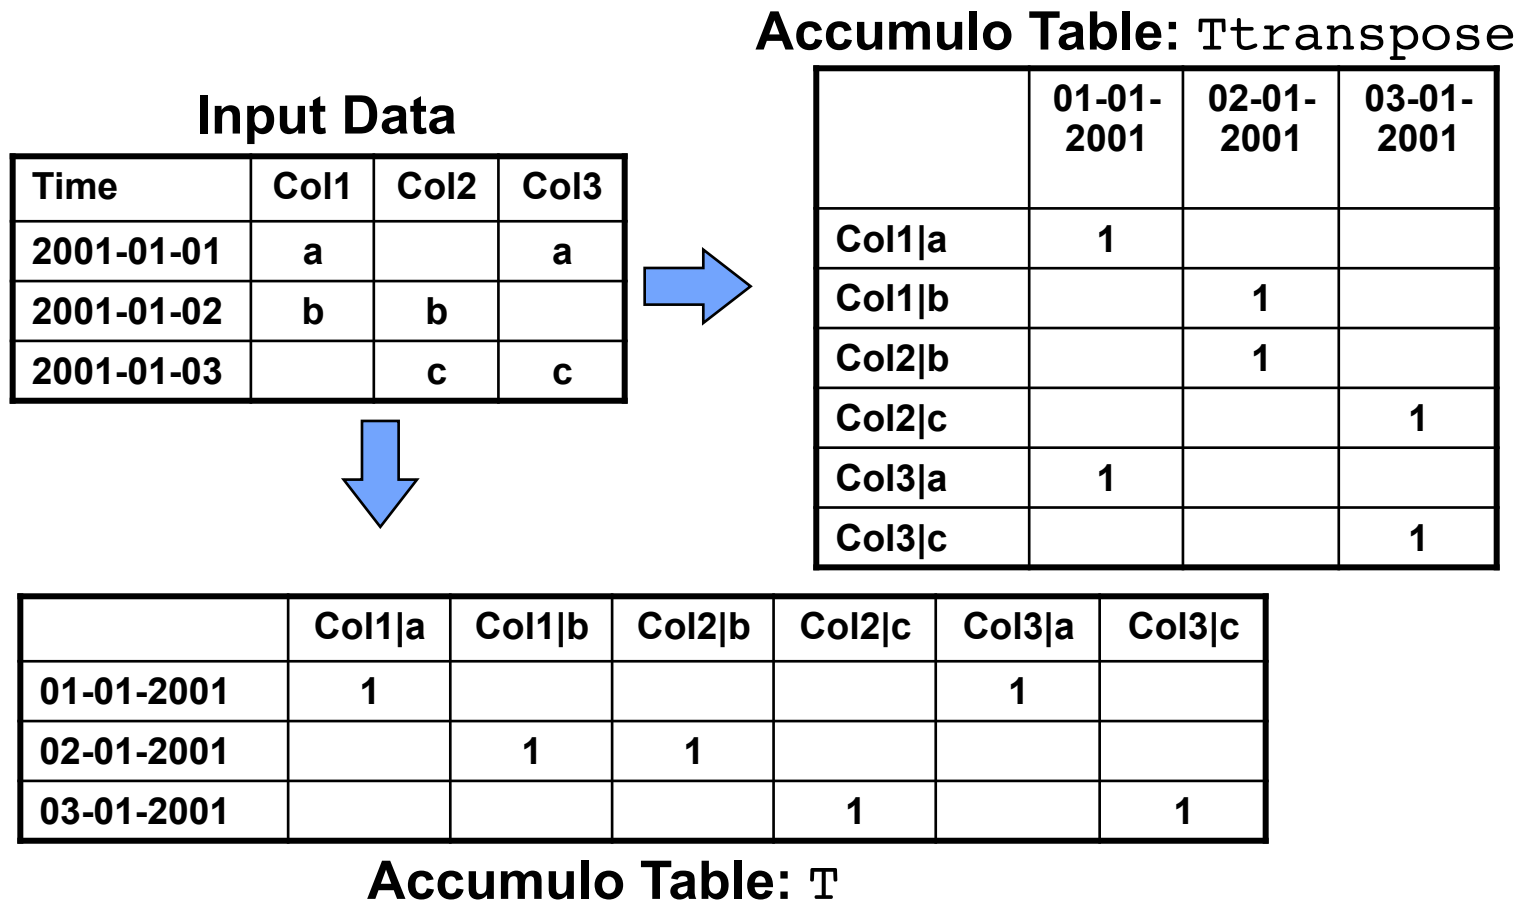 Accumulo Table: Ttranspose
Input Data
Time Col1 Col2 Col3
2001-01-01 a a
2001-01-02 b b
2001-01-03 c c
01-01-2001 02-01-2001 03-01-2001
Col1|a 1
Col1|b 1
Col2|b 1
Col2|c 1
Col3|a 1
Col3|c 1
Col1|a Col1|b Col2|b Col2|c Col3|a Col3|c
01-01-2001 1 1
02-01-2001 1 1
03-01-2001 1 1
Accumulo Table: T